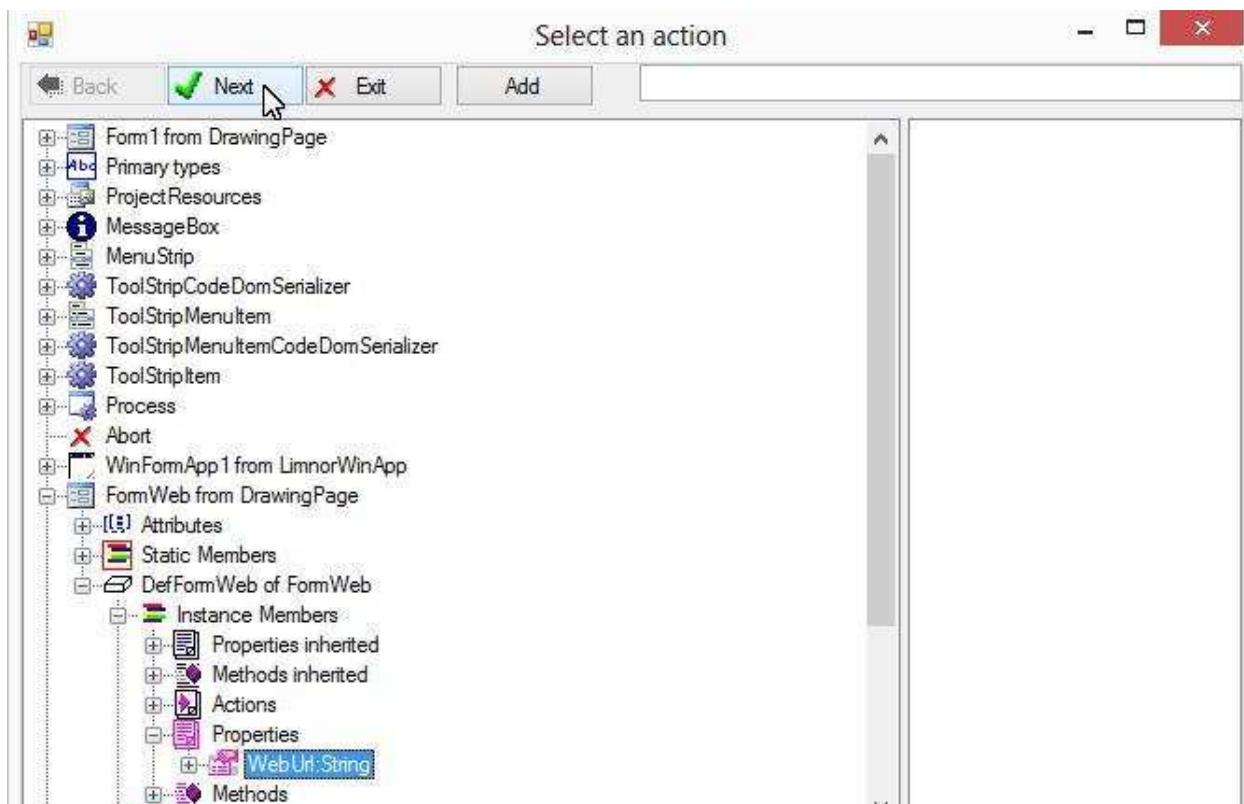 Select an action
Back Next Exit Add
Form1 from DrawingPage
Abc Primary types
ProjectResources
MessageBox
MenuStrip
ToolStripCodeDomSerializer
ToolStripMenuItem
ToolStripMenuItemCodeDomSerializer
ToolStripItem
Process
Abort
WinFormApp1 from LimnorWinApp
FormWeb from DrawingPage
Attributes
Static Members
DefFormWeb of FormWeb
Instance Members
Properties inherited
Methods inherited
Actions
Properties
WebUrl:String
Methods